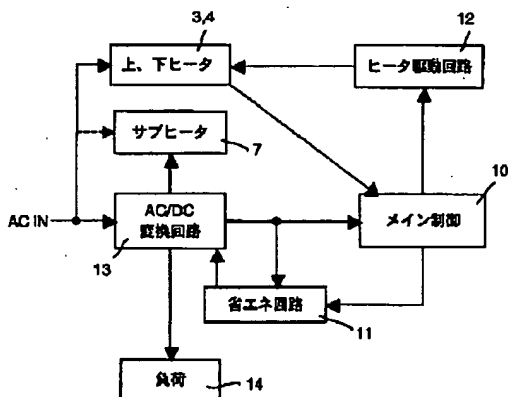 3,4
上、下ヒータ
12
ヒータ駆動回路
サブヒータ
7
10
AC IN
AC/DC
変換回路
13
メイン制御
省エネ回路
11
負荷
14